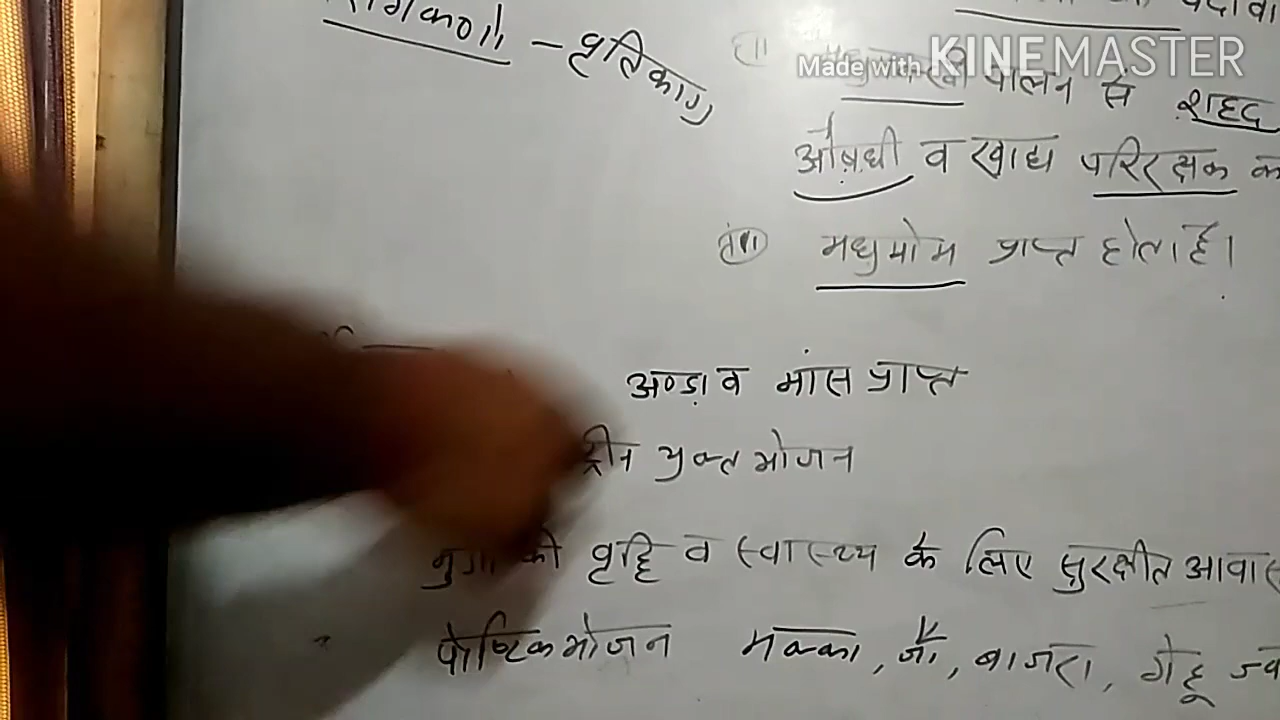 – वृतिकाग
Made with KINEMASTER
पालन से शहद
औषधी व खाद्य परिरक्षक
मधुमोम प्राप्त होता है।
अण्डा व मांस प्राप्त
युक्त भोजन
की वृद्दि व स्वास्थ्य के लिए सुरक्षीत आवास
पोष्टिक भोजन मक्का, जौ, बाजरा, गेहू